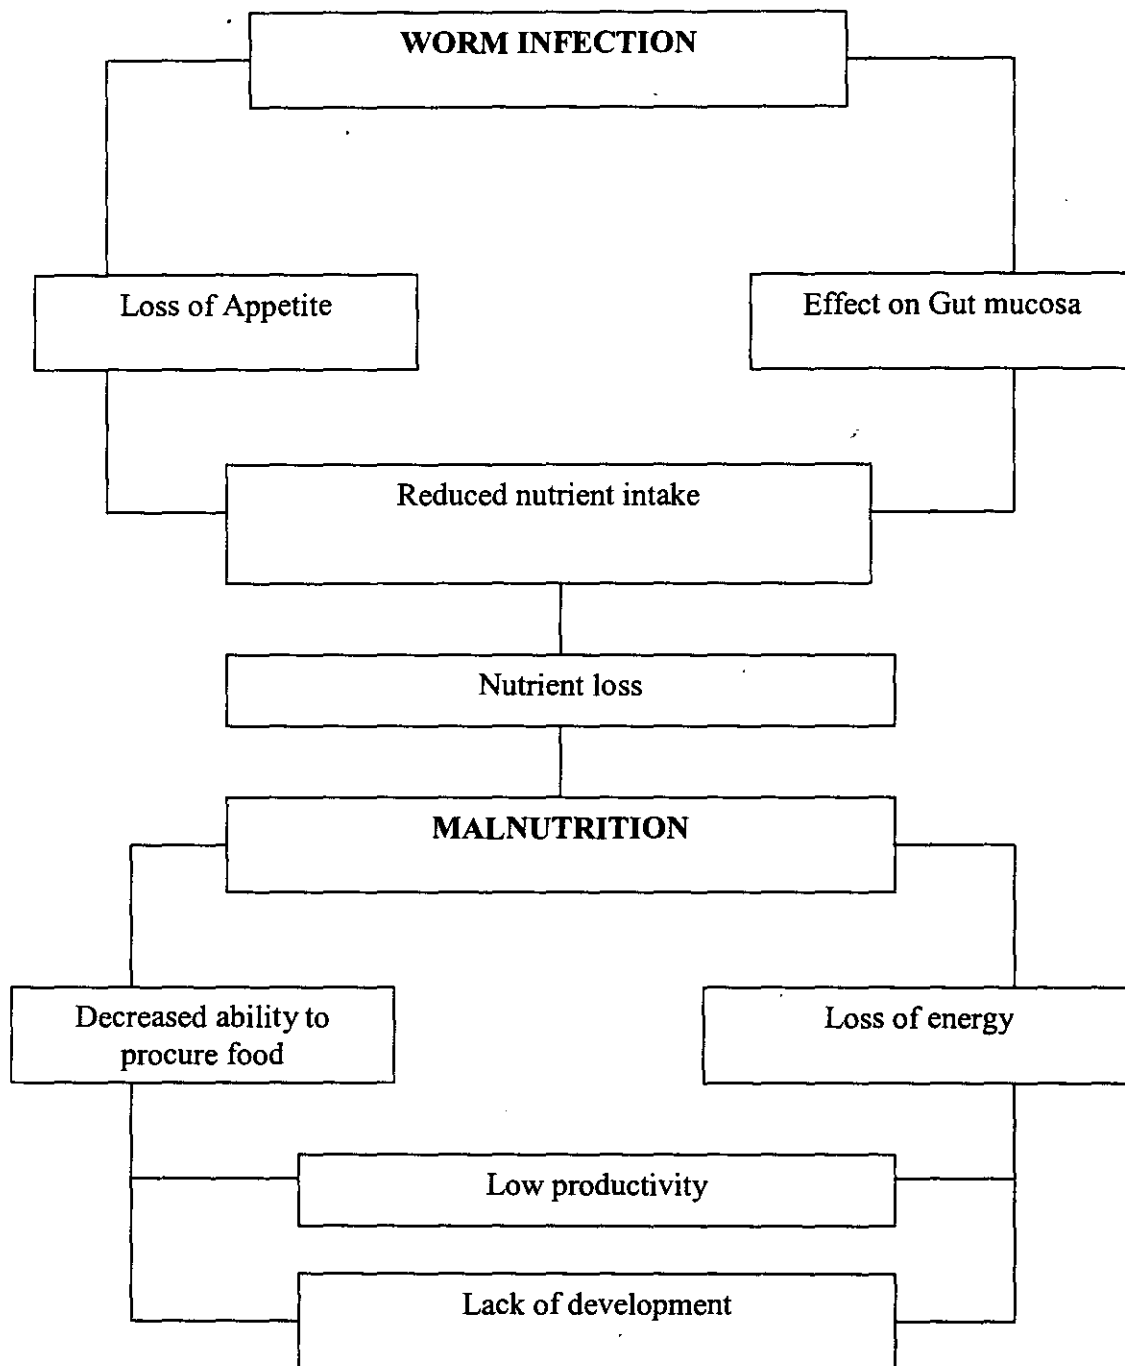 WORM INFECTION
Loss of Appetite
Effect on Gut mucosa
Reduced nutrient intake
Nutrient loss
MALNUTRITION
Decreased ability to
procure food
Loss of energy
Low productivity
Lack of development